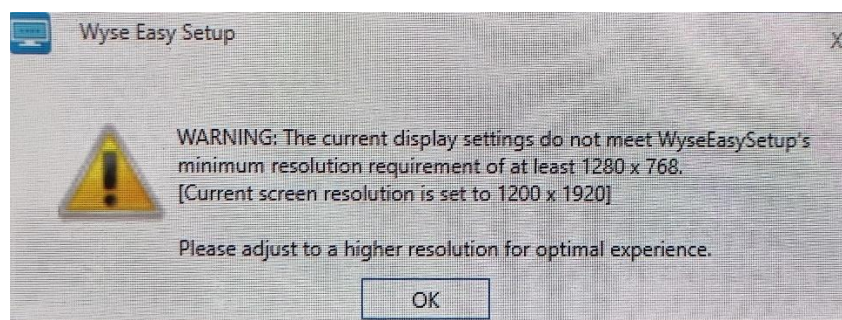 Wyse Easy Setup
X
WARNING: The current display settings do not meet WyseEasySetup's
minimum resolution requirement of at least 1280 x 768.
[Current screen resolution is set to 1200 x 1920]
Please adjust to a higher resolution for optimal experience.
OK